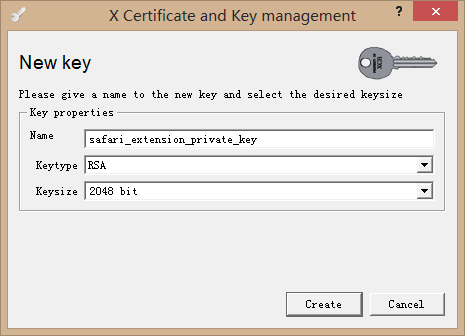 X Certificate and Key management
?
New key
Please give a name to the new key and select the desired keysize
Key properties
Name safari_extension_private_key
Keytype RSA
Keysize 2048 bit
Create Cancel